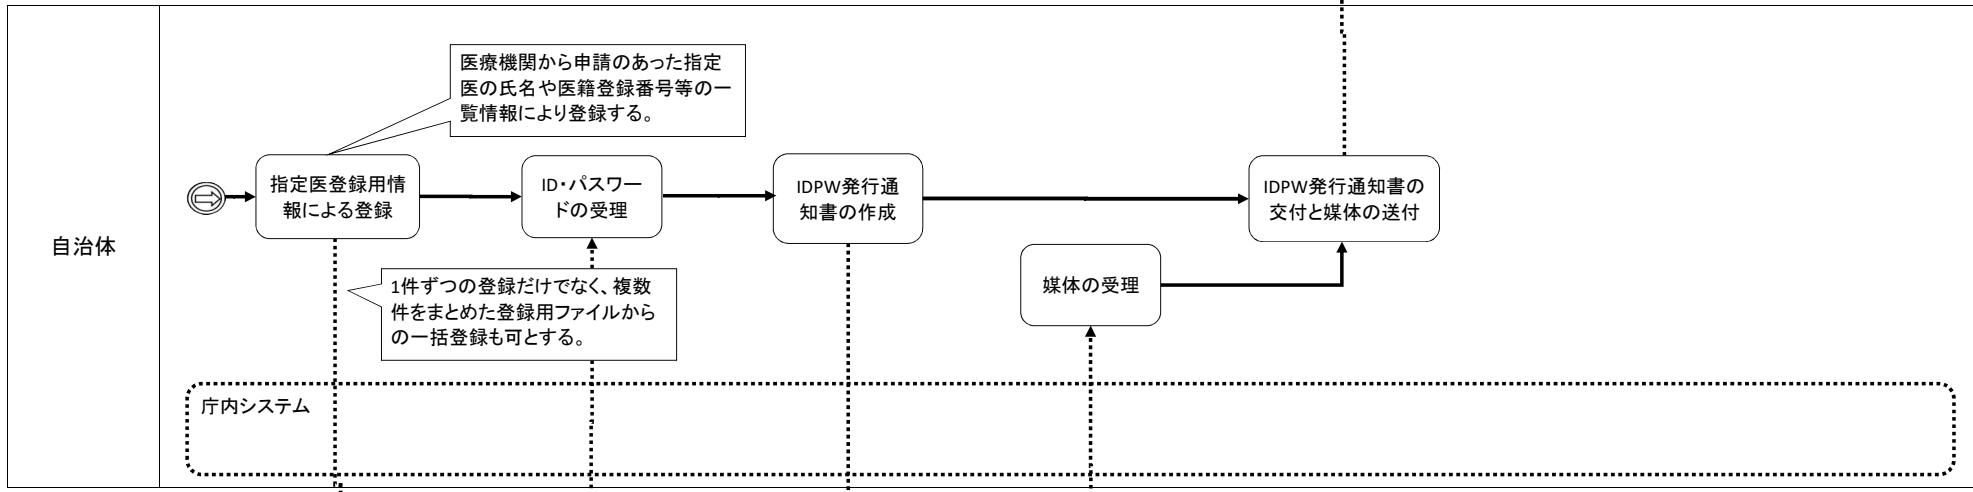 自治体
医療機関から申請のあった指定
医の氏名や医籍登録番号等の一
覧情報により登録する。
指定医登録用情
報による登録
ID・パスワー
ドの受理
IDPW発行通
知書の作成
IDPW発行通知書の
交付と媒体の送付
媒体の受理
1件ずつの登録だけでなく、複数
件をまとめた登録用ファイルから
の一括登録も可とする。
庁内システム